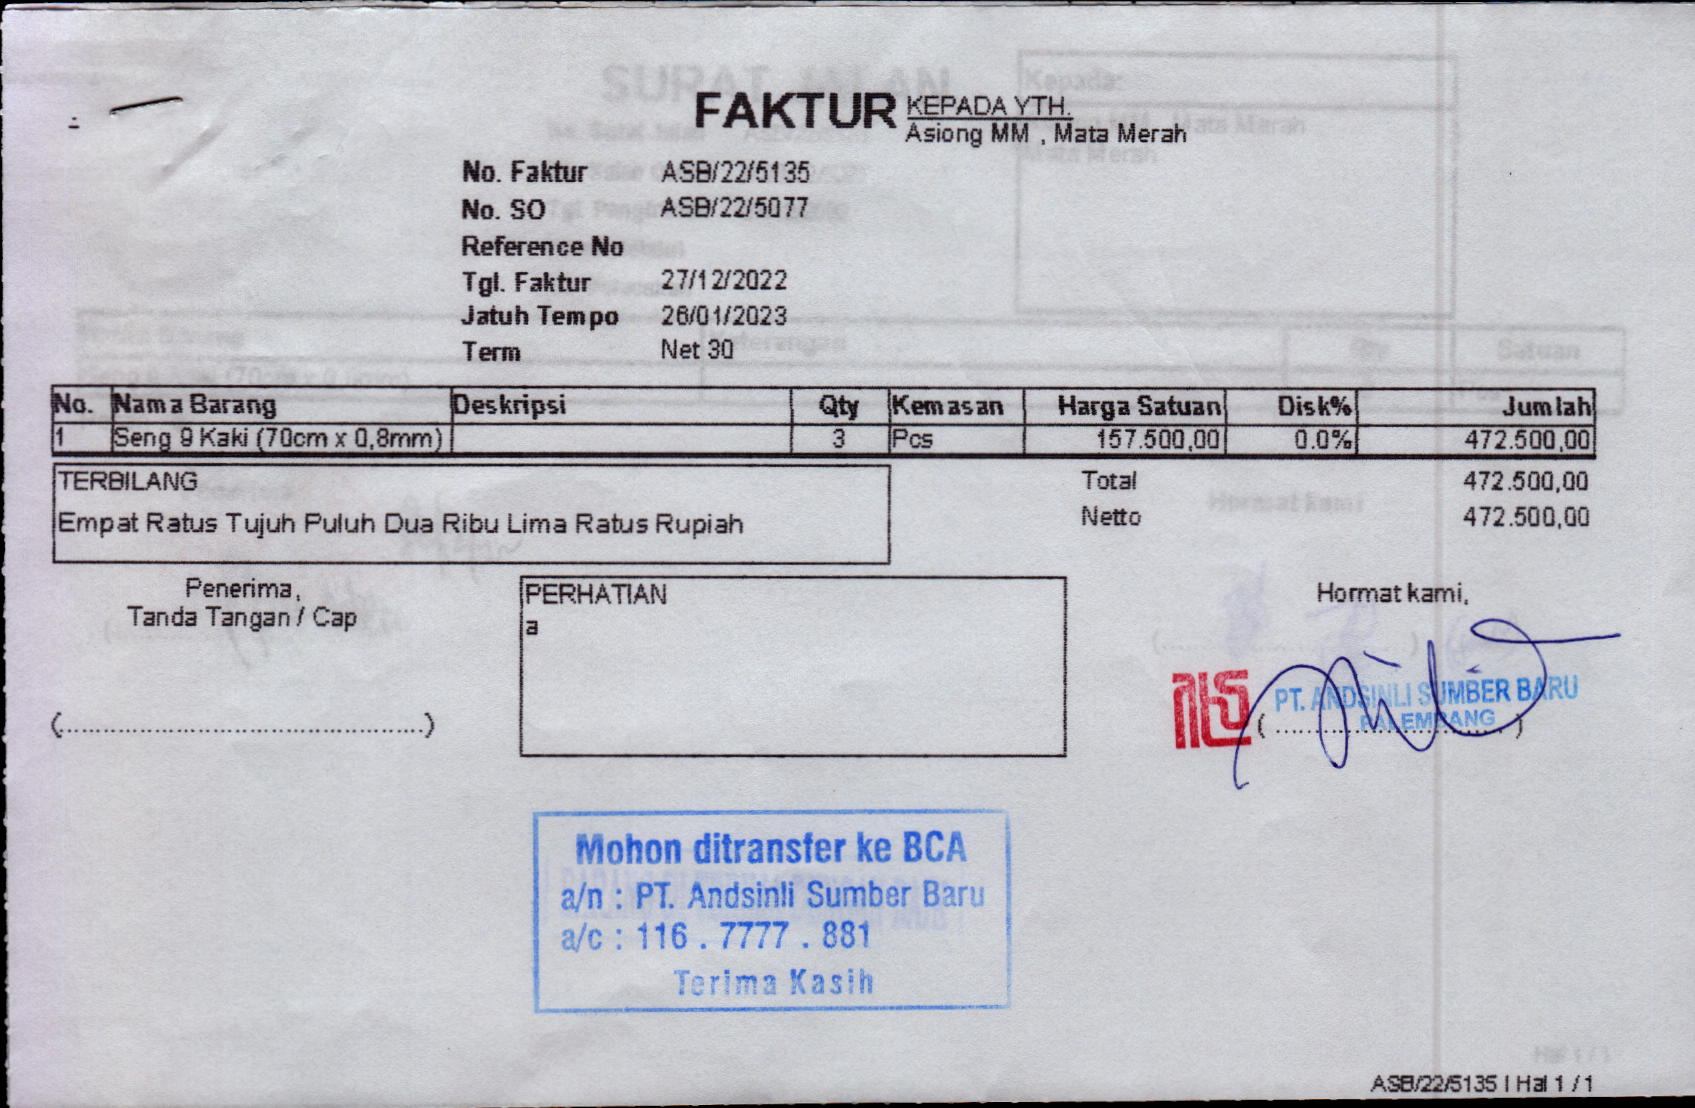 FAKTUR
KEPADA YTH.
Asiong MM , Mata Merah
No. Faktur ASB/22/5135
No. SO ASB/22/5077
Reference No
Tgl. Faktur 27/12/2022
Jatuh Tempo 26/01/2023
Term Net 30
No. Nama Barang Deskripsi Qty Kemasan Harga Satuan Disk% Jumlah
1 Seng 9 Kaki (70cm x 0,8mm) 3 Pcs 157.500,00 0.0% 472.500,00
TERBILANG
Empat Ratus Tujuh Puluh Dua Ribu Lima Ratus Rupiah
Total 472.500,00
Netto 472.500,00
Penerima,
Tanda Tangan / Cap
(................................................)
PERHATIAN
a
Hormat kami,
PT. ANDSINLI SUMBER BARU
PALEMBANG
Mohon ditransfer ke BCA
a/n : PT. Andsinli Sumber Baru
a/c : 116 . 7777 . 881
Terima Kasih
ASB/22/5135 | Hal 1 / 1